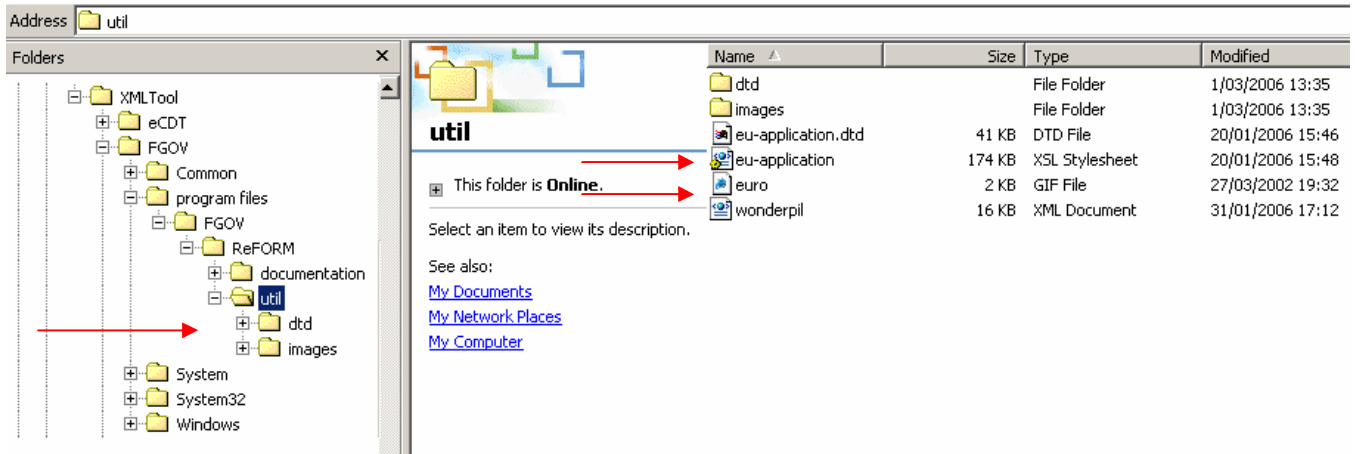 Address util
Folders ×
XMLTool
eCDT
FGOV
Common
program files
FGOV
ReFORM
documentation
util
dtd
images
System
System32
Windows
util
This folder is Online.
Select an item to view its description.
See also:
My Documents
My Network Places
My Computer
Name Size Type Modified
dtd File Folder 1/03/2006 13:35
images File Folder 1/03/2006 13:35
eu-application.dtd 41 KB DTD File 20/01/2006 15:46
eu-application 174 KB XSL Stylesheet 20/01/2006 15:48
euro 2 KB GIF File 27/03/2002 19:32
wonderpil 16 KB XML Document 31/01/2006 17:12